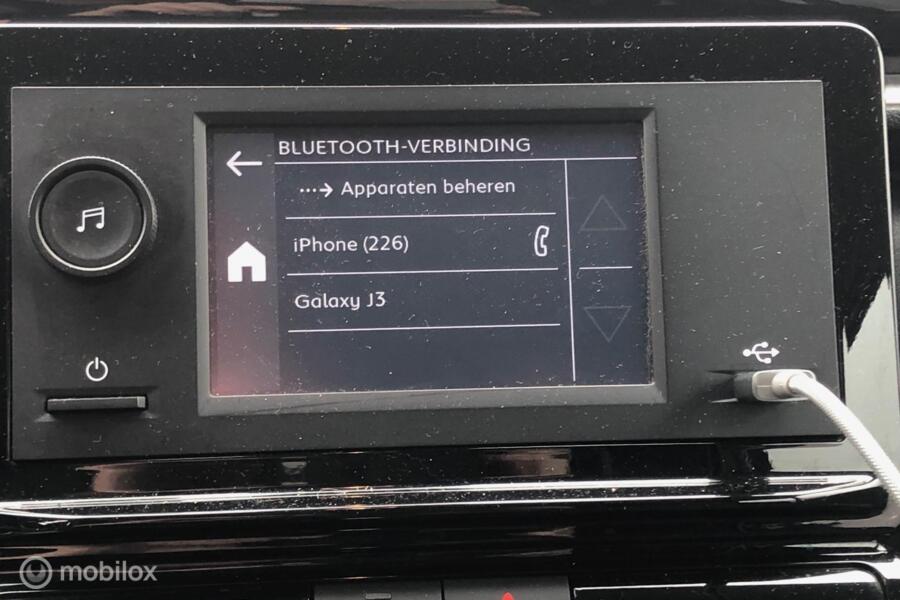 BLUETOOTH-VERBINDING
Apparaten beheren
iPhone (226)
Galaxy J3
mobilox